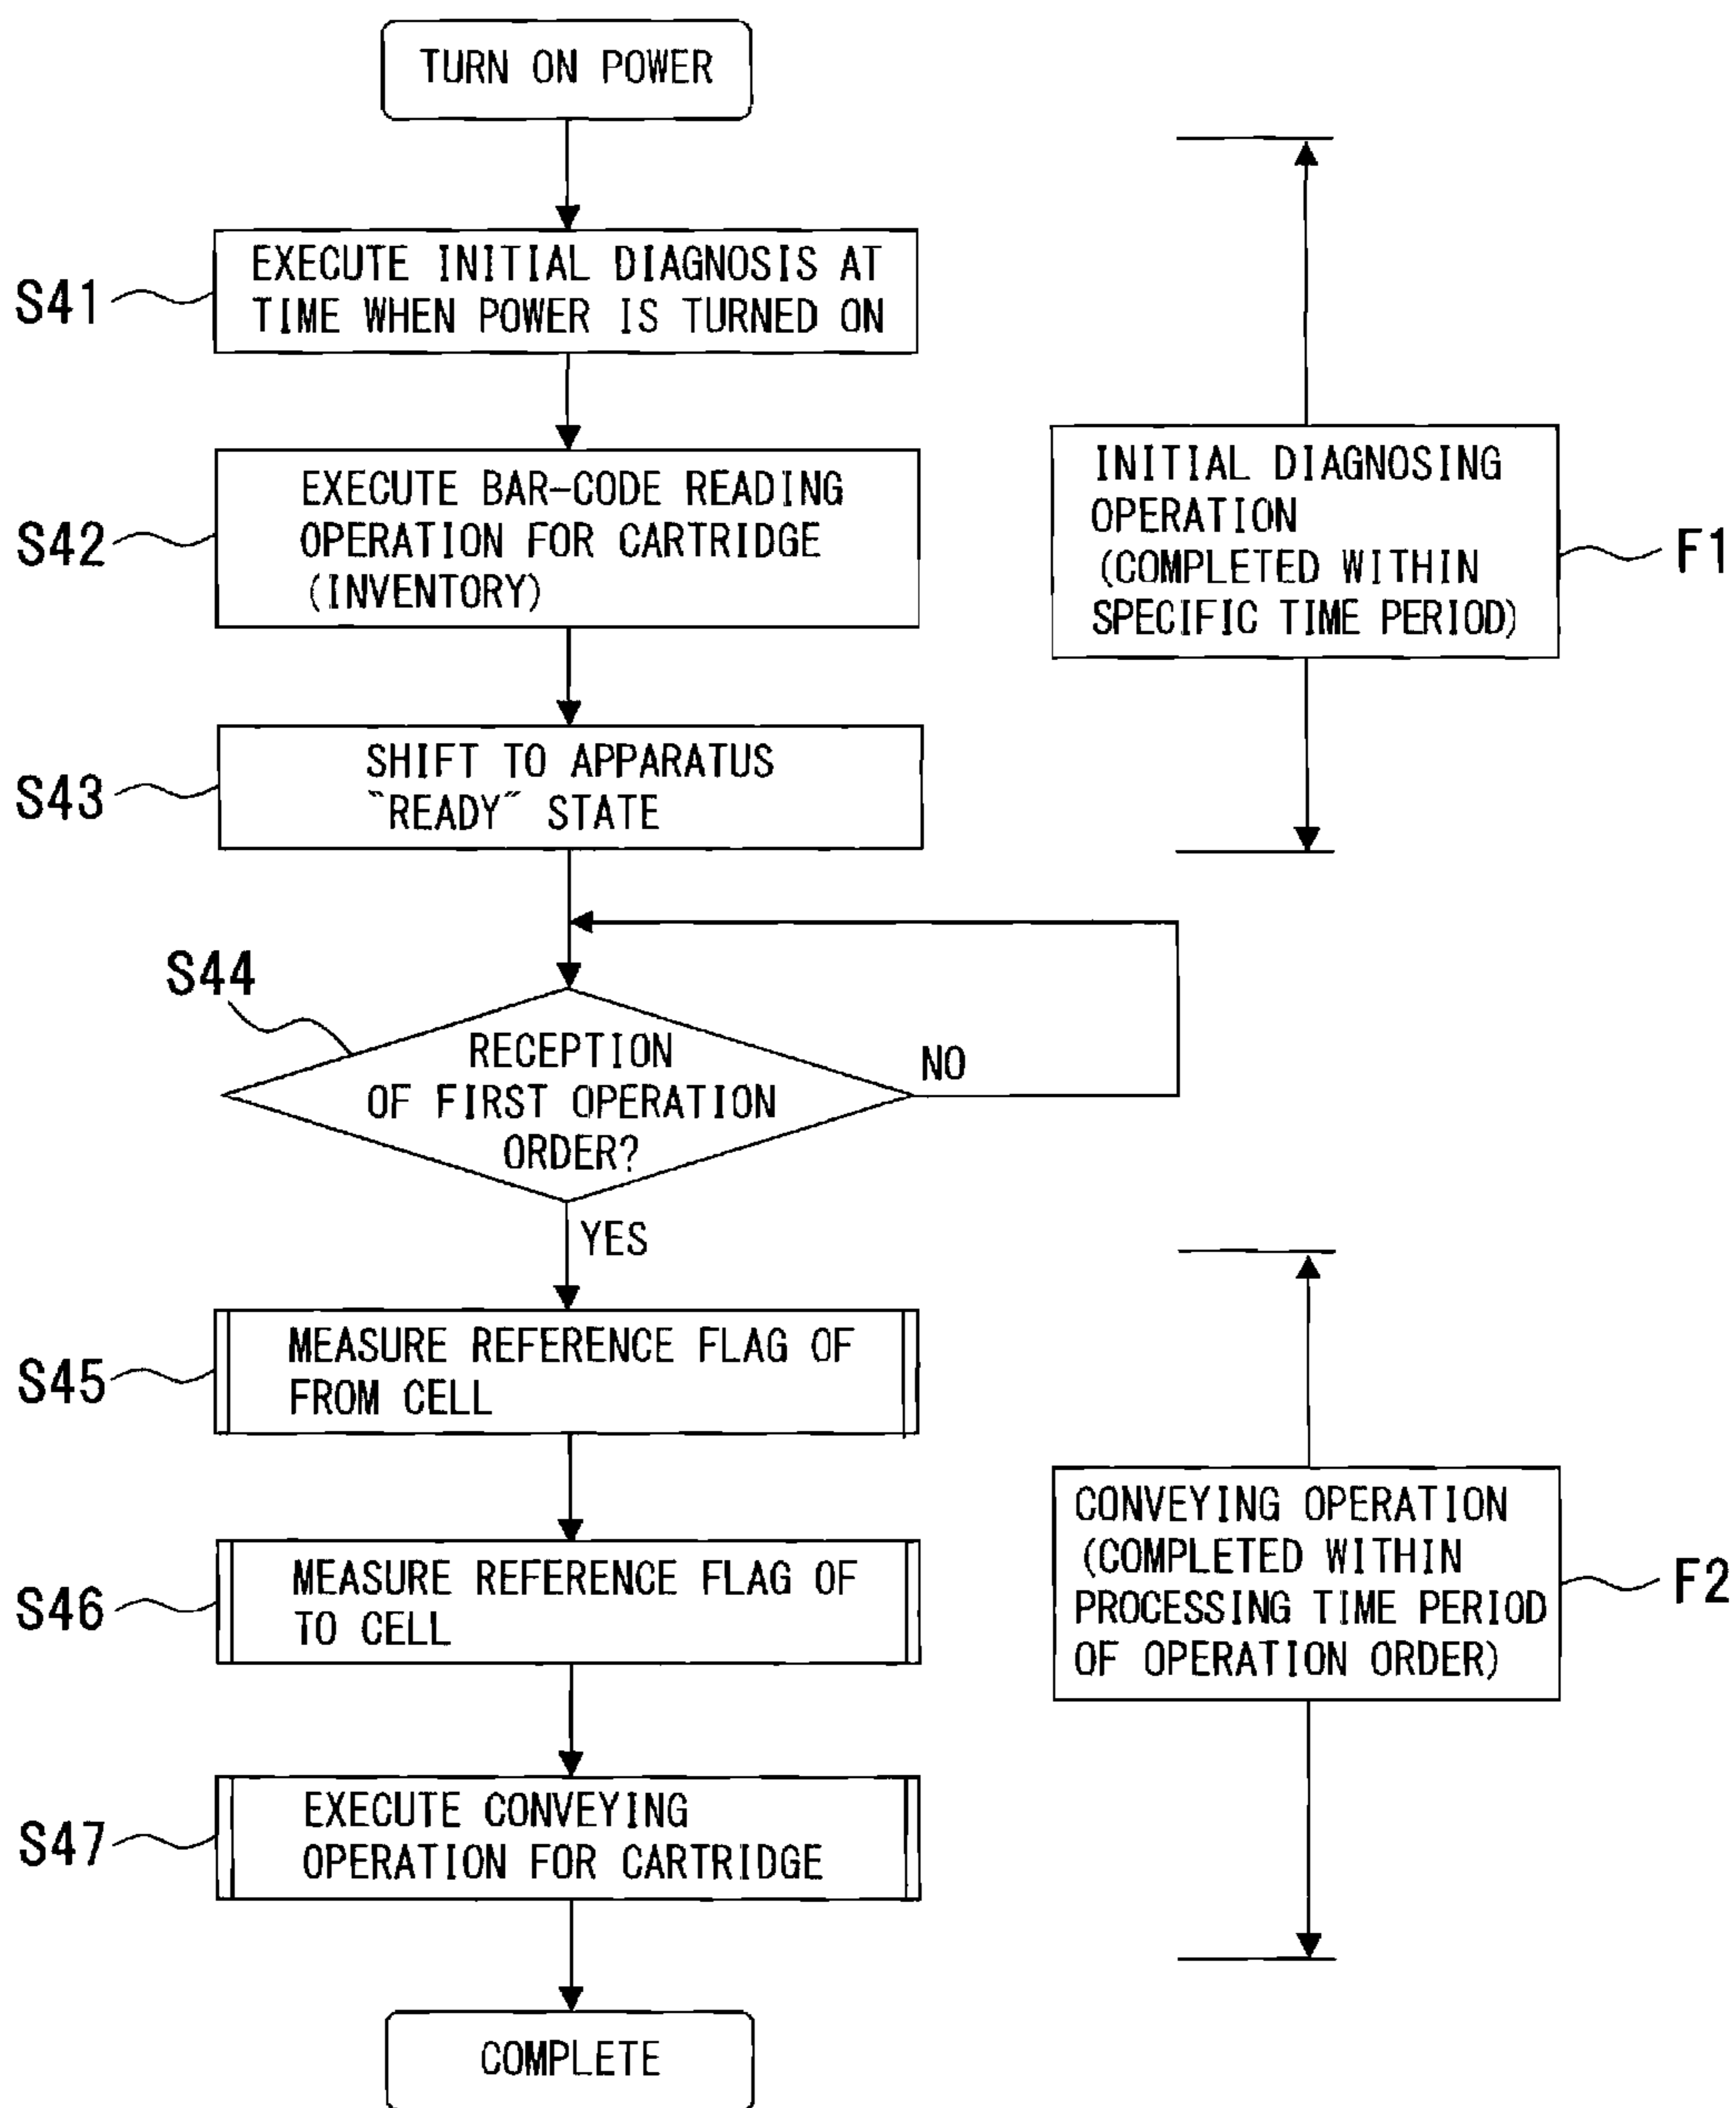 TURN ON POWER
S41
EXECUTE INITIAL DIAGNOSIS AT
TIME WHEN POWER IS TURNED ON
S42
EXECUTE BAR-CODE READING
OPERATION FOR CARTRIDGE
(INVENTORY)
INITIAL DIAGNOSING
OPERATION
(COMPLETED WITHIN
SPECIFIC TIME PERIOD)
F1
S43
SHIFT TO APPARATUS
"READY" STATE
S44
RECEPTION
OF FIRST OPERATION
ORDER?
NO
YES
S45
MEASURE REFERENCE FLAG OF
FROM CELL
S46
MEASURE REFERENCE FLAG OF
TO CELL
CONVEYING OPERATION
(COMPLETED WITHIN
PROCESSING TIME PERIOD
OF OPERATION ORDER)
F2
S47
EXECUTE CONVEYING
OPERATION FOR CARTRIDGE
COMPLETE